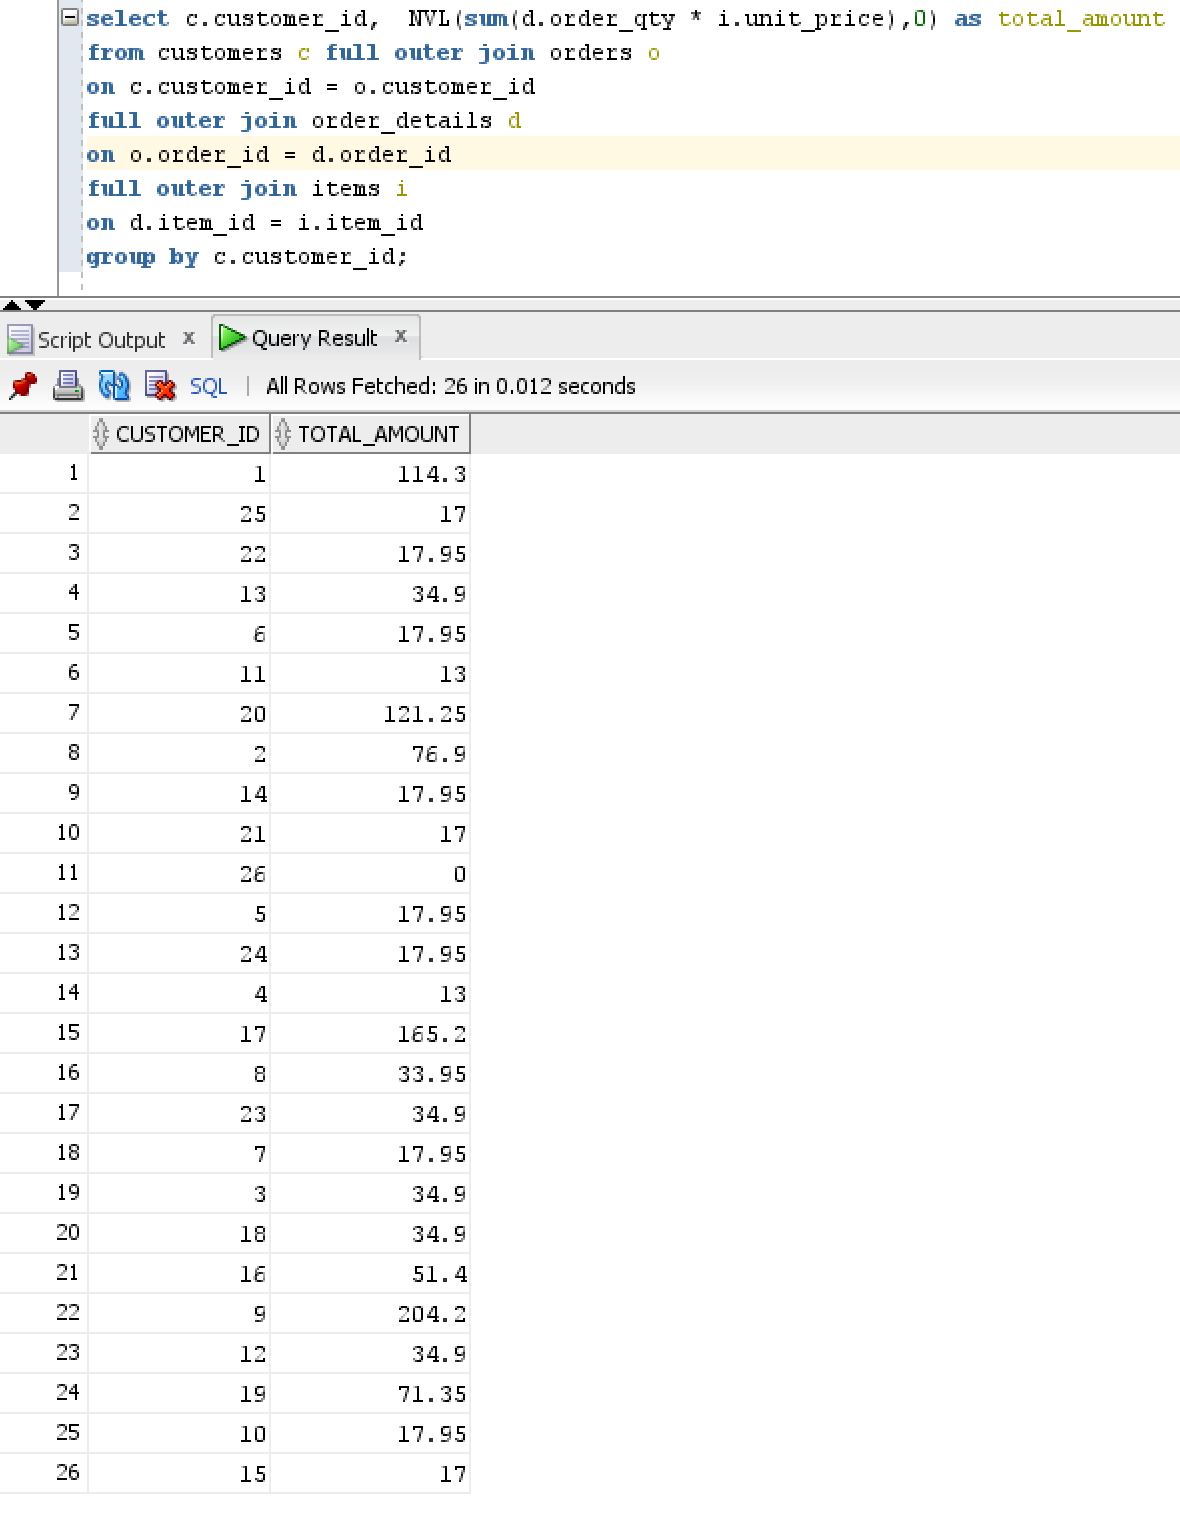 select c.customer_id,  NVL(sum(d.order_qty * i.unit_price),0) as total_amount
from customers c full outer join orders o
on c.customer_id = o.customer_id
full outer join order_details d
on o.order_id = d.order_id
full outer join items i
on d.item_id = i.item_id
group by c.customer_id;
Script Output x Query Result x
SQL | All Rows Fetched: 26 in 0.012 seconds
CUSTOMER_ID TOTAL_AMOUNT
1 1 114.3
2 25 17
3 22 17.95
4 13 34.9
5 6 17.95
6 11 13
7 20 121.25
8 2 76.9
9 14 17.95
10 21 17
11 26 0
12 5 17.95
13 24 17.95
14 4 13
15 17 165.2
16 8 33.95
17 23 34.9
18 7 17.95
19 3 34.9
20 18 34.9
21 16 51.4
22 9 204.2
23 12 34.9
24 19 71.35
25 10 17.95
26 15 17